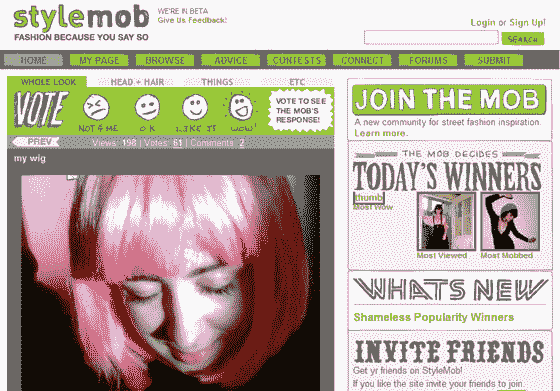 stylemob
WE'RE IN BETA
Give Us Feedback!
FASHION BECAUSE YOU SAY SO
Login or Sign Up!
SEARCH
HOME MY PAGE BROWSE ADVICE CONTESTS CONNECT FORUMS SUBMIT
WHOLE LOOK HEAD + HAIR THINGS ETC
VOTE
NOT 4 ME OK LIKE IT WOW!
VOTE TO SEE
THE MOB'S
RESPONSE!
PREV Views: 198 | Votes: 61 | Comments: 2
my wig
JOIN THE MOB
A new community for street fashion inspiration.
Learn more.
THE MOB DECIDES
TODAY'S WINNERS
thumb
Most Wow
Most Viewed
Most Mobbed
WHATS NEW
Shameless Popularity Winners
INVITE FRIENDS
Get yr friends on StyleMob!
If you like the site invite your friends to join.